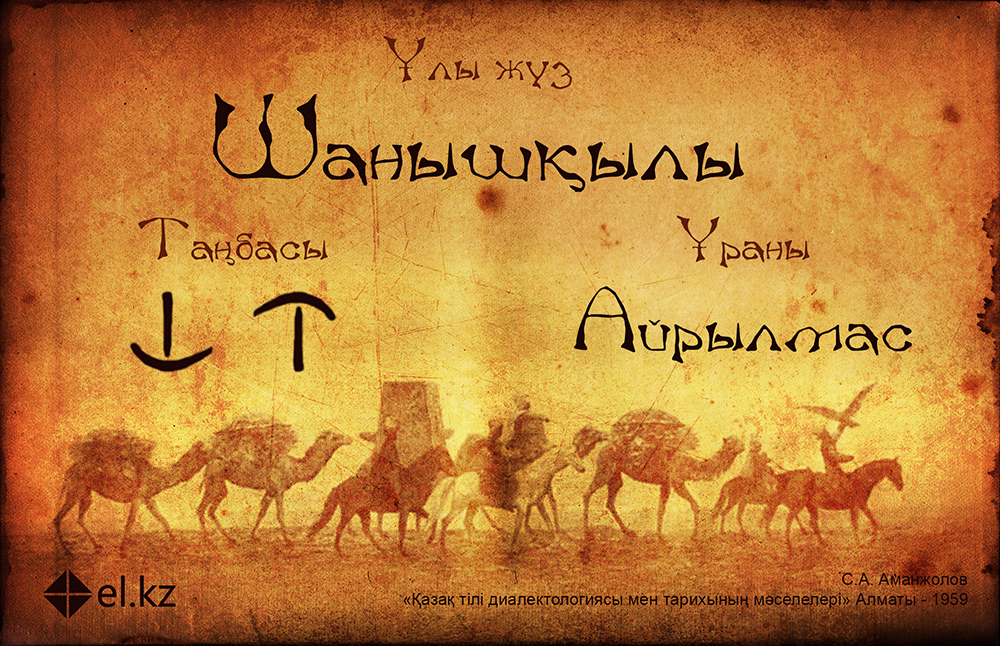 Ұлы жүз
Шанышқылы
Таңбасы
Ұраны
Айрылмас
el.kz
С.А. Аманжолов
«Қазақ тілі диалектологиясы мен тарихының мәселелері» Алматы - 1959